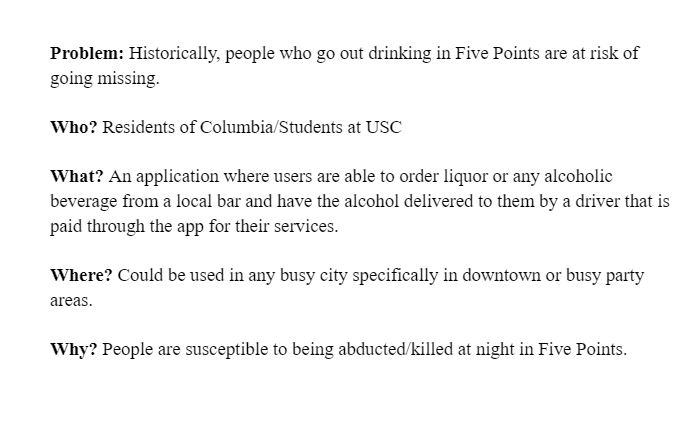 Problem: Historically, people who go out drinking in Five Points are at risk of
going missing.
Who? Residents of Columbia/Students at USC
What? An application where users are able to order liquor or any alcoholic
beverage from a local bar and have the alcohol delivered to them by a driver that is
paid through the app for their services.
Where? Could be used in any busy city specifically in downtown or busy party
areas.
Why? People are susceptible to being abducted/killed at night in Five Points.